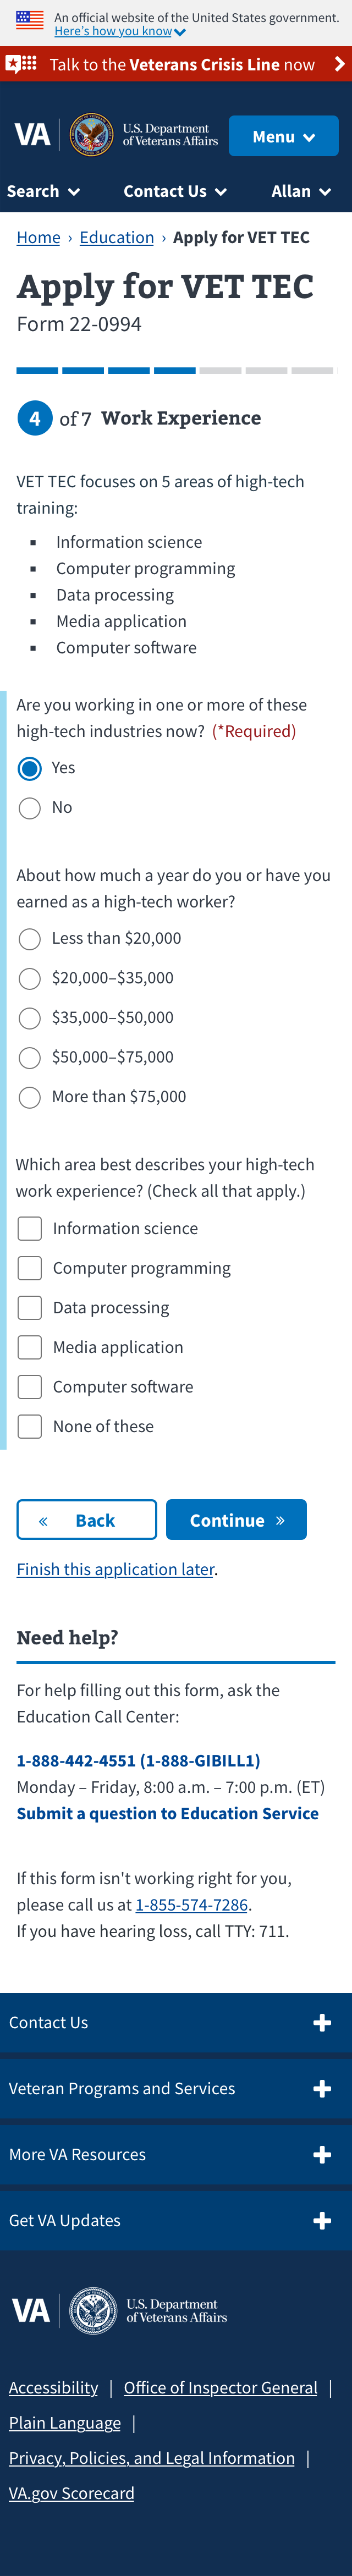 An official website of the United States government.
Here's how you know
Talk to the Veterans Crisis Line now
VA
U.S. Department
of Veterans Affairs
Menu
Search
Contact Us
Allan
Home › Education › Apply for VET TEC
Apply for VET TEC
Form 22-0994
4 of 7 Work Experience
VET TEC focuses on 5 areas of high-tech
training:
Information science
Computer programming
Data processing
Media application
Computer software
Are you working in one or more of these
high-tech industries now? (*Required)
Yes
No
About how much a year do you or have you
earned as a high-tech worker?
Less than $20,000
$20,000–$35,000
$35,000–$50,000
$50,000–$75,000
More than $75,000
Which area best describes your high-tech
work experience? (Check all that apply.)
Information science
Computer programming
Data processing
Media application
Computer software
None of these
« Back
Continue »
Finish this application later.
Need help?
For help filling out this form, ask the
Education Call Center:
1-888-442-4551 (1-888-GIBILL1)
Monday – Friday, 8:00 a.m. – 7:00 p.m. (ET)
Submit a question to Education Service
If this form isn't working right for you,
please call us at 1-855-574-7286.
If you have hearing loss, call TTY: 711.
Contact Us
Veteran Programs and Services
More VA Resources
Get VA Updates
VA
U.S. Department
of Veterans Affairs
Accessibility | Office of Inspector General |
Plain Language |
Privacy, Policies, and Legal Information |
VA.gov Scorecard